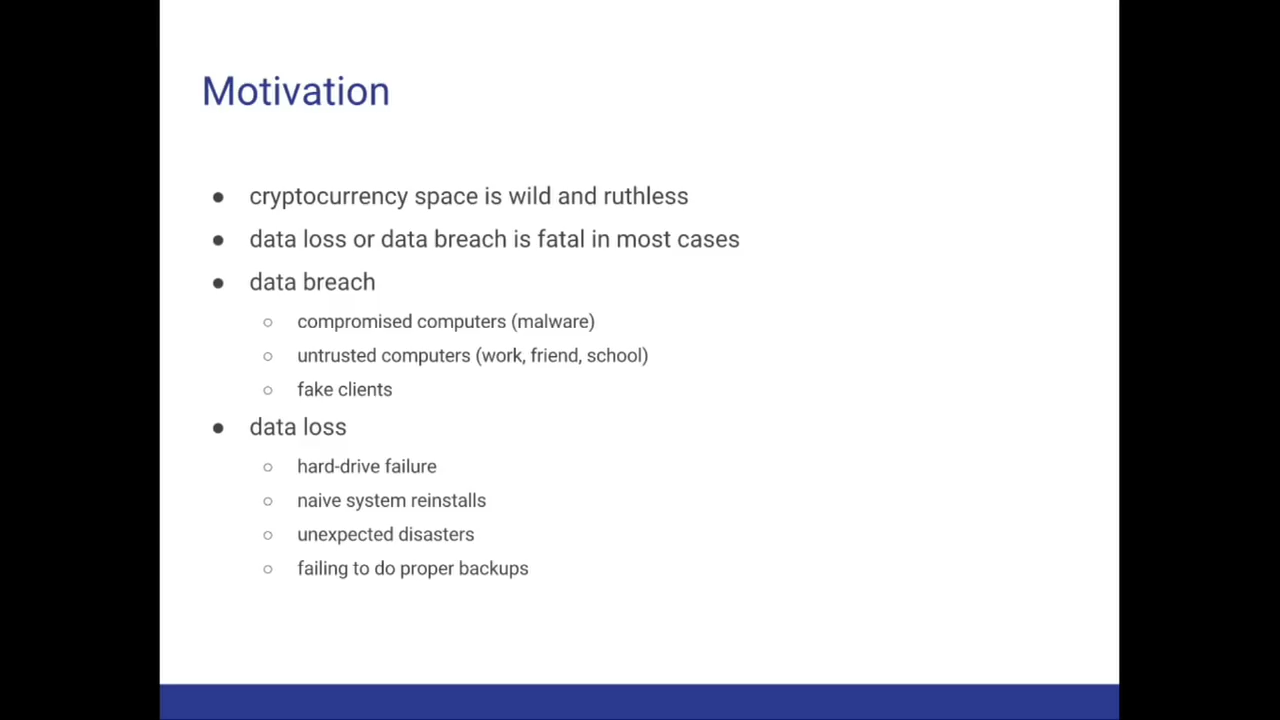 Motivation
● cryptocurrency space is wild and ruthless
● data loss or data breach is fatal in most cases
● data breach
○ compromised computers (malware)
○ untrusted computers (work, friend, school)
○ fake clients
● data loss
○ hard-drive failure
○ naive system reinstalls
○ unexpected disasters
○ failing to do proper backups